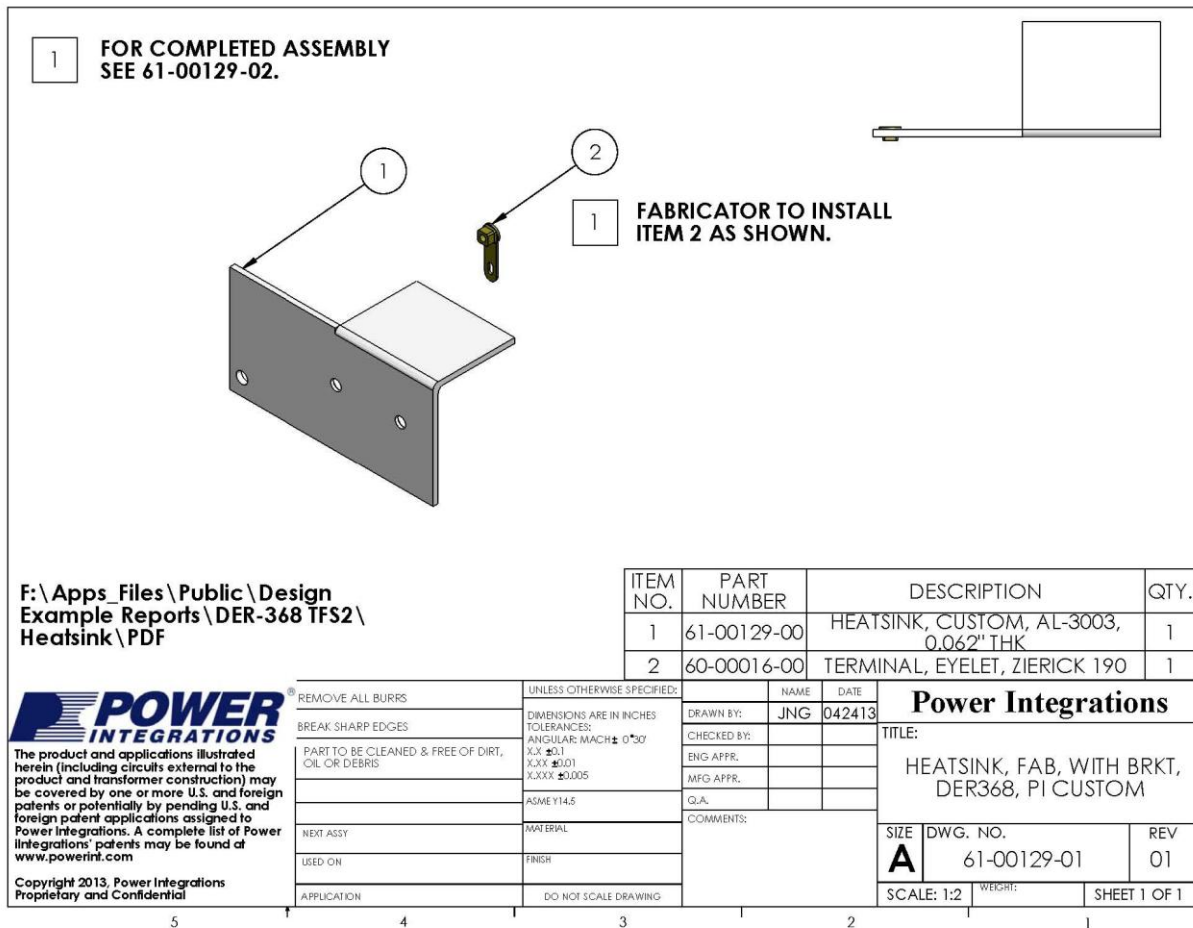 1
FOR COMPLETED ASSEMBLY
SEE 61-00129-02.
1
2
1
FABRICATOR TO INSTALL
ITEM 2 AS SHOWN.
F:\Apps_Files\Public\Design
Example Reports\DER-368 TFS2\
Heatsink\PDF
ITEM NO. PART NUMBER DESCRIPTION QTY.
1 61-00129-00 HEATSINK, CUSTOM, AL-3003, 0.062" THK 1
2 60-00016-00 TERMINAL, EYELET, ZIERICK 190 1
POWER
INTEGRATIONS
®
The product and applications illustrated
herein (including circuits external to the
product and transformer construction) may
be covered by one or more U.S. and foreign
patents or potentially by pending U.S. and
foreign patent applications assigned to
Power Integrations. A complete list of Power
IIntegrations' patents may be found at
www.powerint.com
Copyright 2013, Power Integrations
Proprietary and Confidential
REMOVE ALL BURRS
BREAK SHARP EDGES
PART TO BE CLEANED & FREE OF DIRT,
OIL OR DEBRIS
NEXT ASSY
USED ON
APPLICATION
UNLESS OTHERWISE SPECIFIED:
DIMENSIONS ARE IN INCHES
TOLERANCES:
ANGULAR: MACH± 0°30'
X.X ±0.1
X.XX ±0.01
X.XXX ±0.005
ASME Y14.5
MATERIAL
FINISH
DO NOT SCALE DRAWING
NAME DATE
DRAWN BY: JNG 042413
CHECKED BY:
ENG APPR.
MFG APPR.
Q.A.
COMMENTS:
Power Integrations
TITLE:
HEATSINK, FAB, WITH BRKT,
DER368, PI CUSTOM
SIZE DWG. NO. REV
A 61-00129-01 01
SCALE: 1:2 WEIGHT: SHEET 1 OF 1
5 4 3 2 1